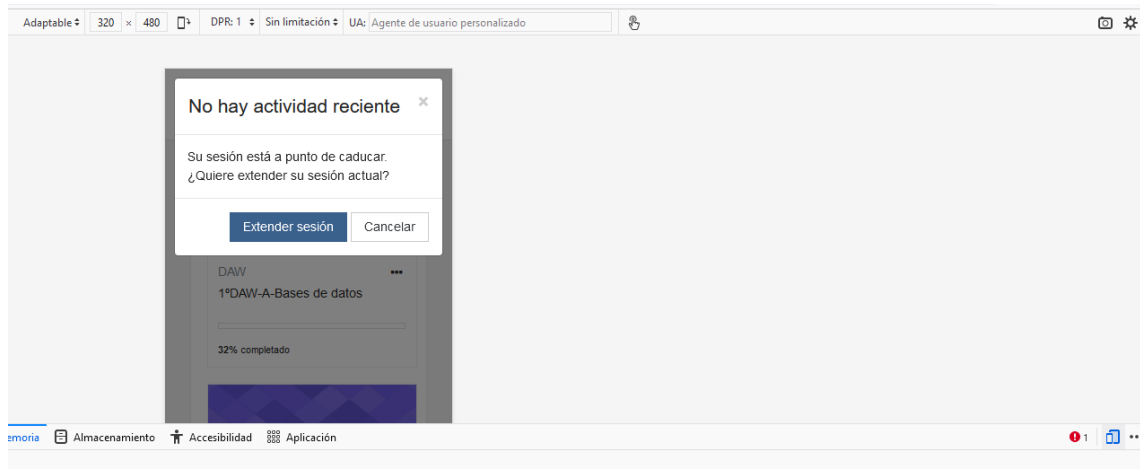 Adaptable 320 × 480 DPR: 1 Sin limitación UA: Agente de usuario personalizado
No hay actividad reciente ×
Su sesión está a punto de caducar.
¿Quiere extender su sesión actual?
Extender sesión Cancelar
DAW •••
1ºDAW-A-Bases de datos
32% completado
emoria Almacenamiento Accesibilidad Aplicación 1